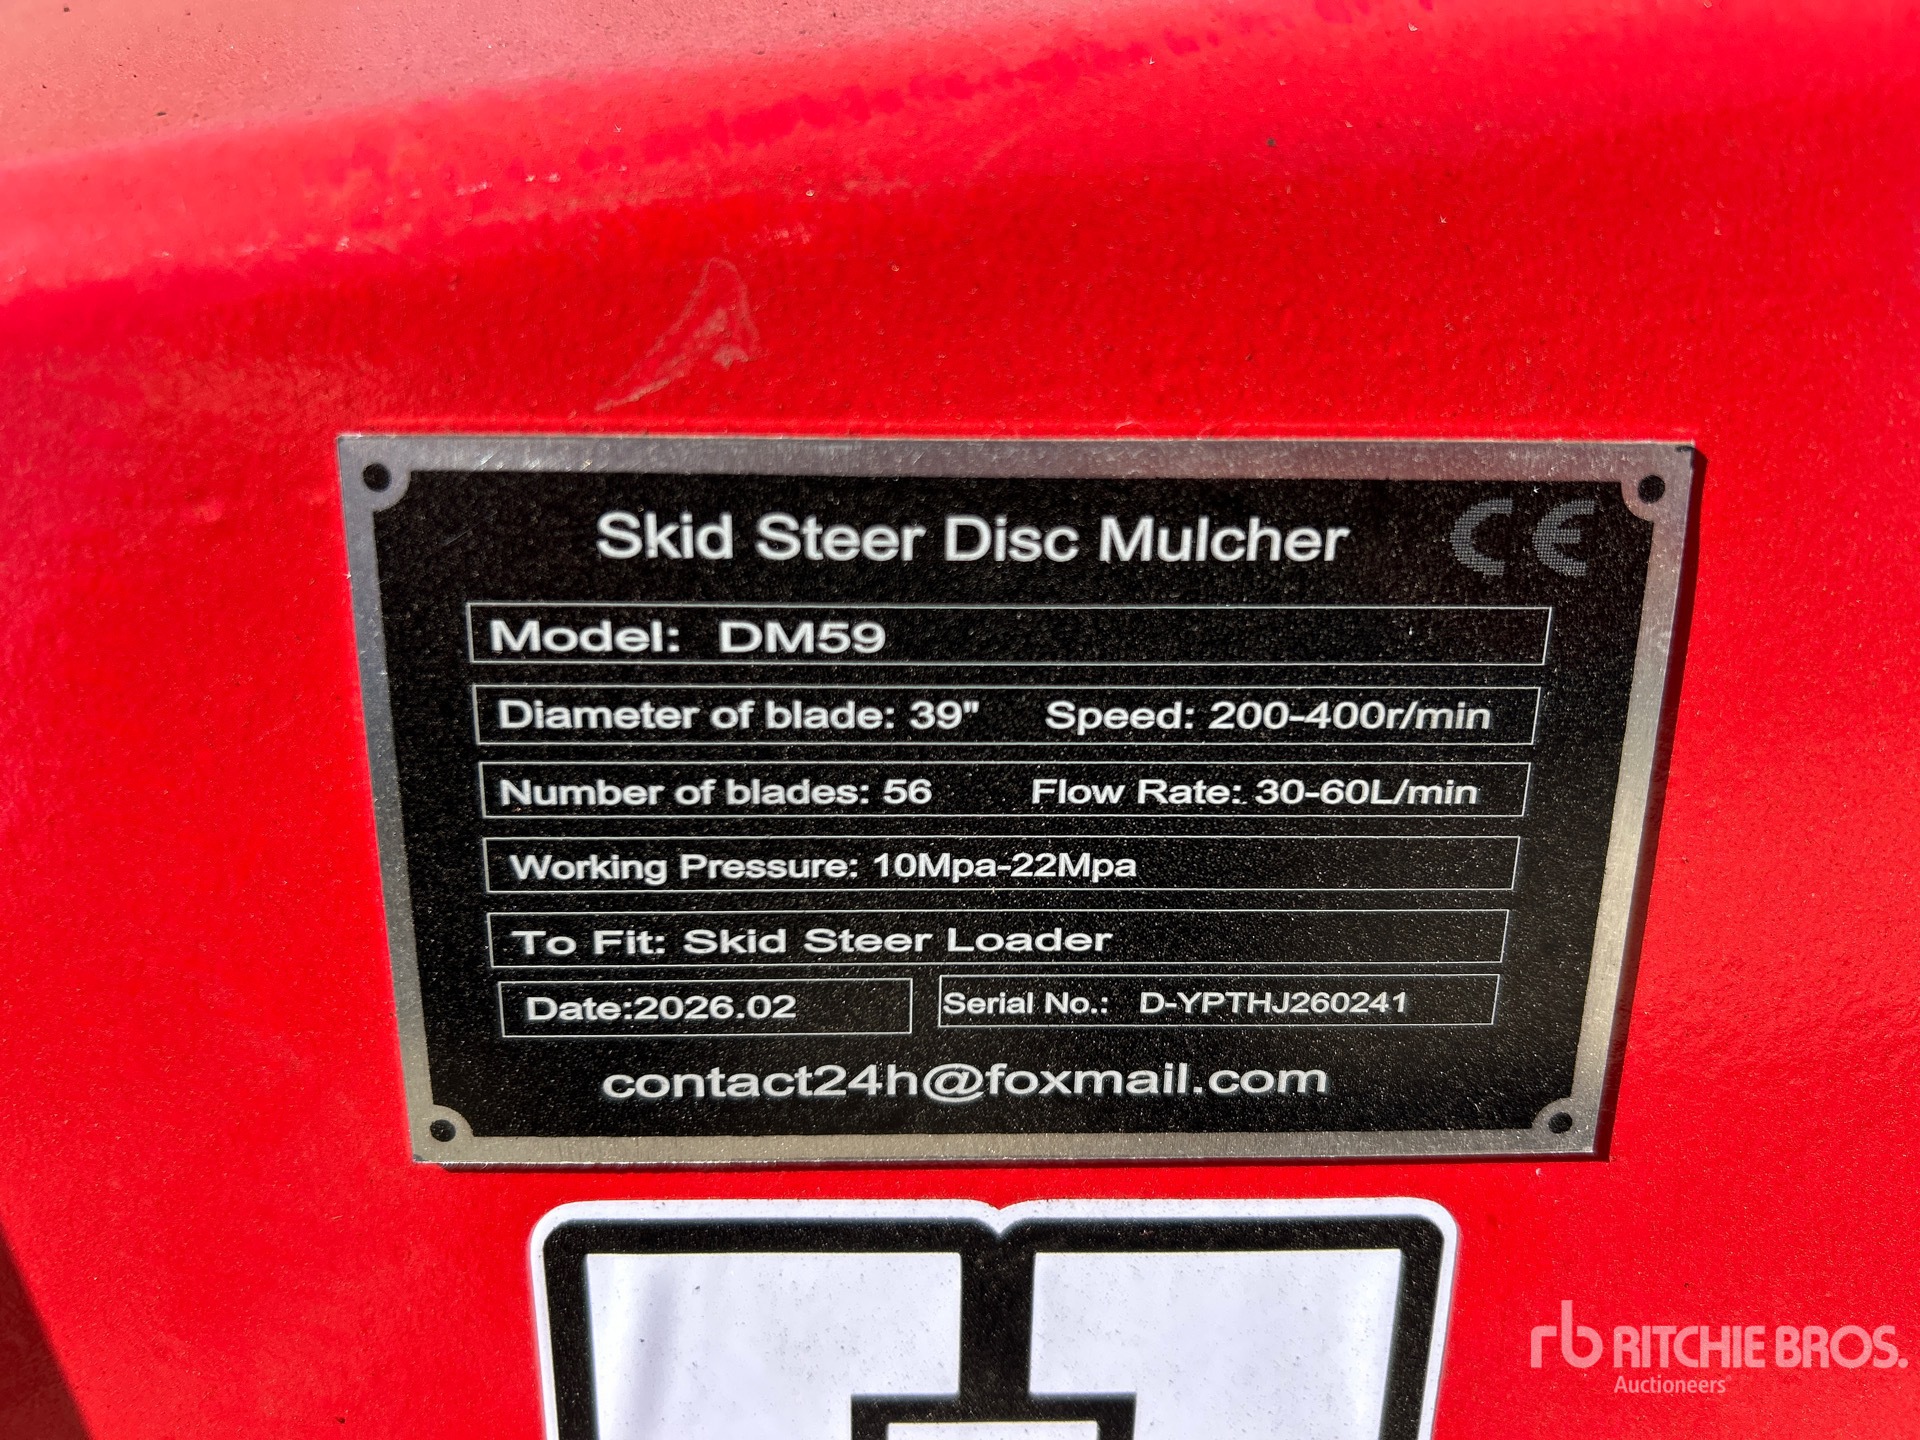 Skid Steer Disc Mulcher CE
Model: DM59
Diameter of blade: 39" Speed: 200-400r/min
Number of blades: 56 Flow Rate: 30-60L/min
Working Pressure: 10Mpa-22Mpa
To Fit: Skid Steer Loader
Date:2026.02 Serial No.: D-YPTHJ260241
contact24h@foxmail.com
rb RITCHIE BROS.
Auctioneers